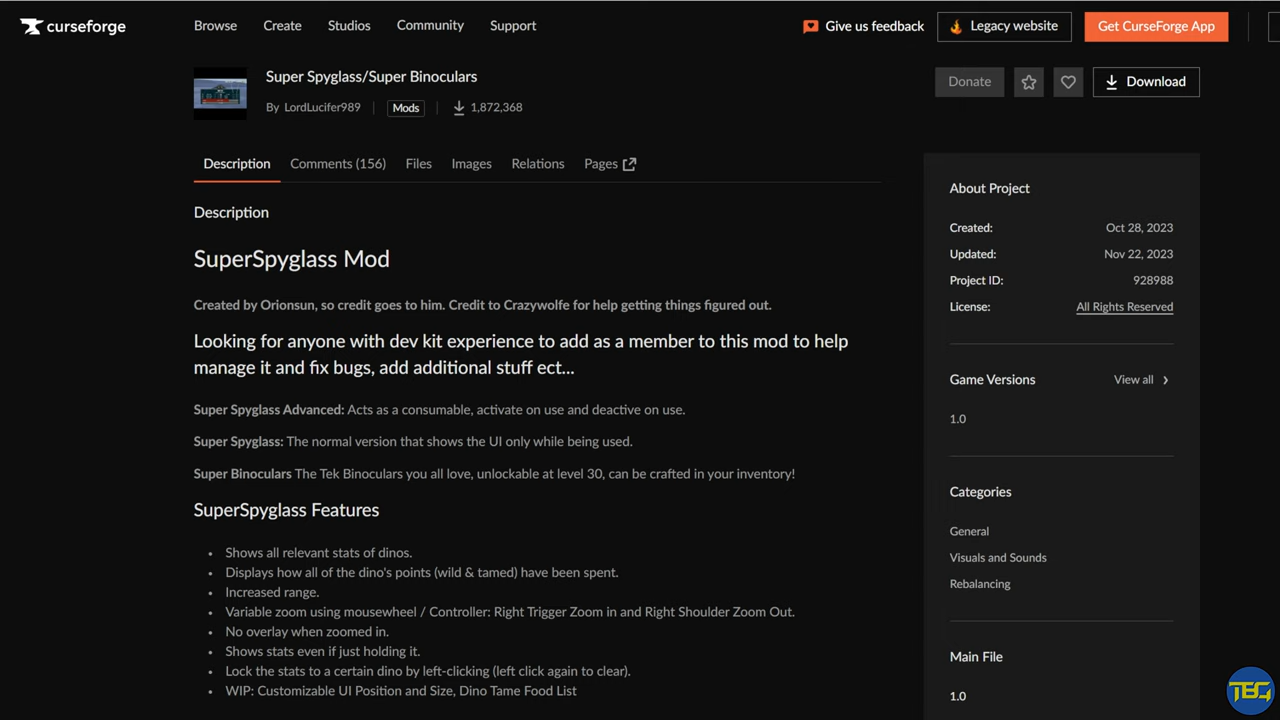 curseforge Browse Create Studios Community Support Give us feedback Legacy website Get CurseForge App
Super Spyglass/Super Binoculars Donate Download
By LordLucifer989 Mods 1,872,368
Description Comments (156) Files Images Relations Pages
Description
SuperSpyglass Mod
Created by Orionsun, so credit goes to him. Credit to Crazywolfe for help getting things figured out.
Looking for anyone with dev kit experience to add as a member to this mod to help
manage it and fix bugs, add additional stuff ect...
Super Spyglass Advanced: Acts as a consumable, activate on use and deactive on use.
Super Spyglass: The normal version that shows the UI only while being used.
Super Binoculars The Tek Binoculars you all love, unlockable at level 30, can be crafted in your inventory!
SuperSpyglass Features
• Shows all relevant stats of dinos.
• Displays how all of the dino's points (wild & tamed) have been spent.
• Increased range.
• Variable zoom using mousewheel / Controller: Right Trigger Zoom in and Right Shoulder Zoom Out.
• No overlay when zoomed in.
• Shows stats even if just holding it.
• Lock the stats to a certain dino by left-clicking (left click again to clear).
• WIP: Customizable UI Position and Size, Dino Tame Food List
About Project
Created: Oct 28, 2023
Updated: Nov 22, 2023
Project ID: 928988
License: All Rights Reserved
Game Versions View all
1.0
Categories
General
Visuals and Sounds
Rebalancing
Main File
1.0
TBG